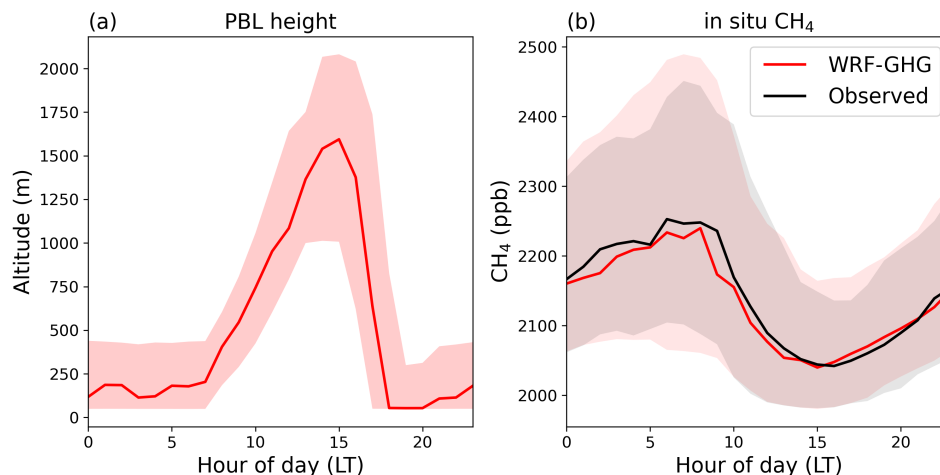 (a) PBL height
2000
1750
1500
1250
1000
750
500
250
0
Altitude (m)
0 5 10 15 20
Hour of day (LT)
(b) in situ CH₄
WRF-GHG
Observed
2500
2400
2300
2200
2100
2000
CH₄ (ppb)
0 5 10 15 20
Hour of day (LT)